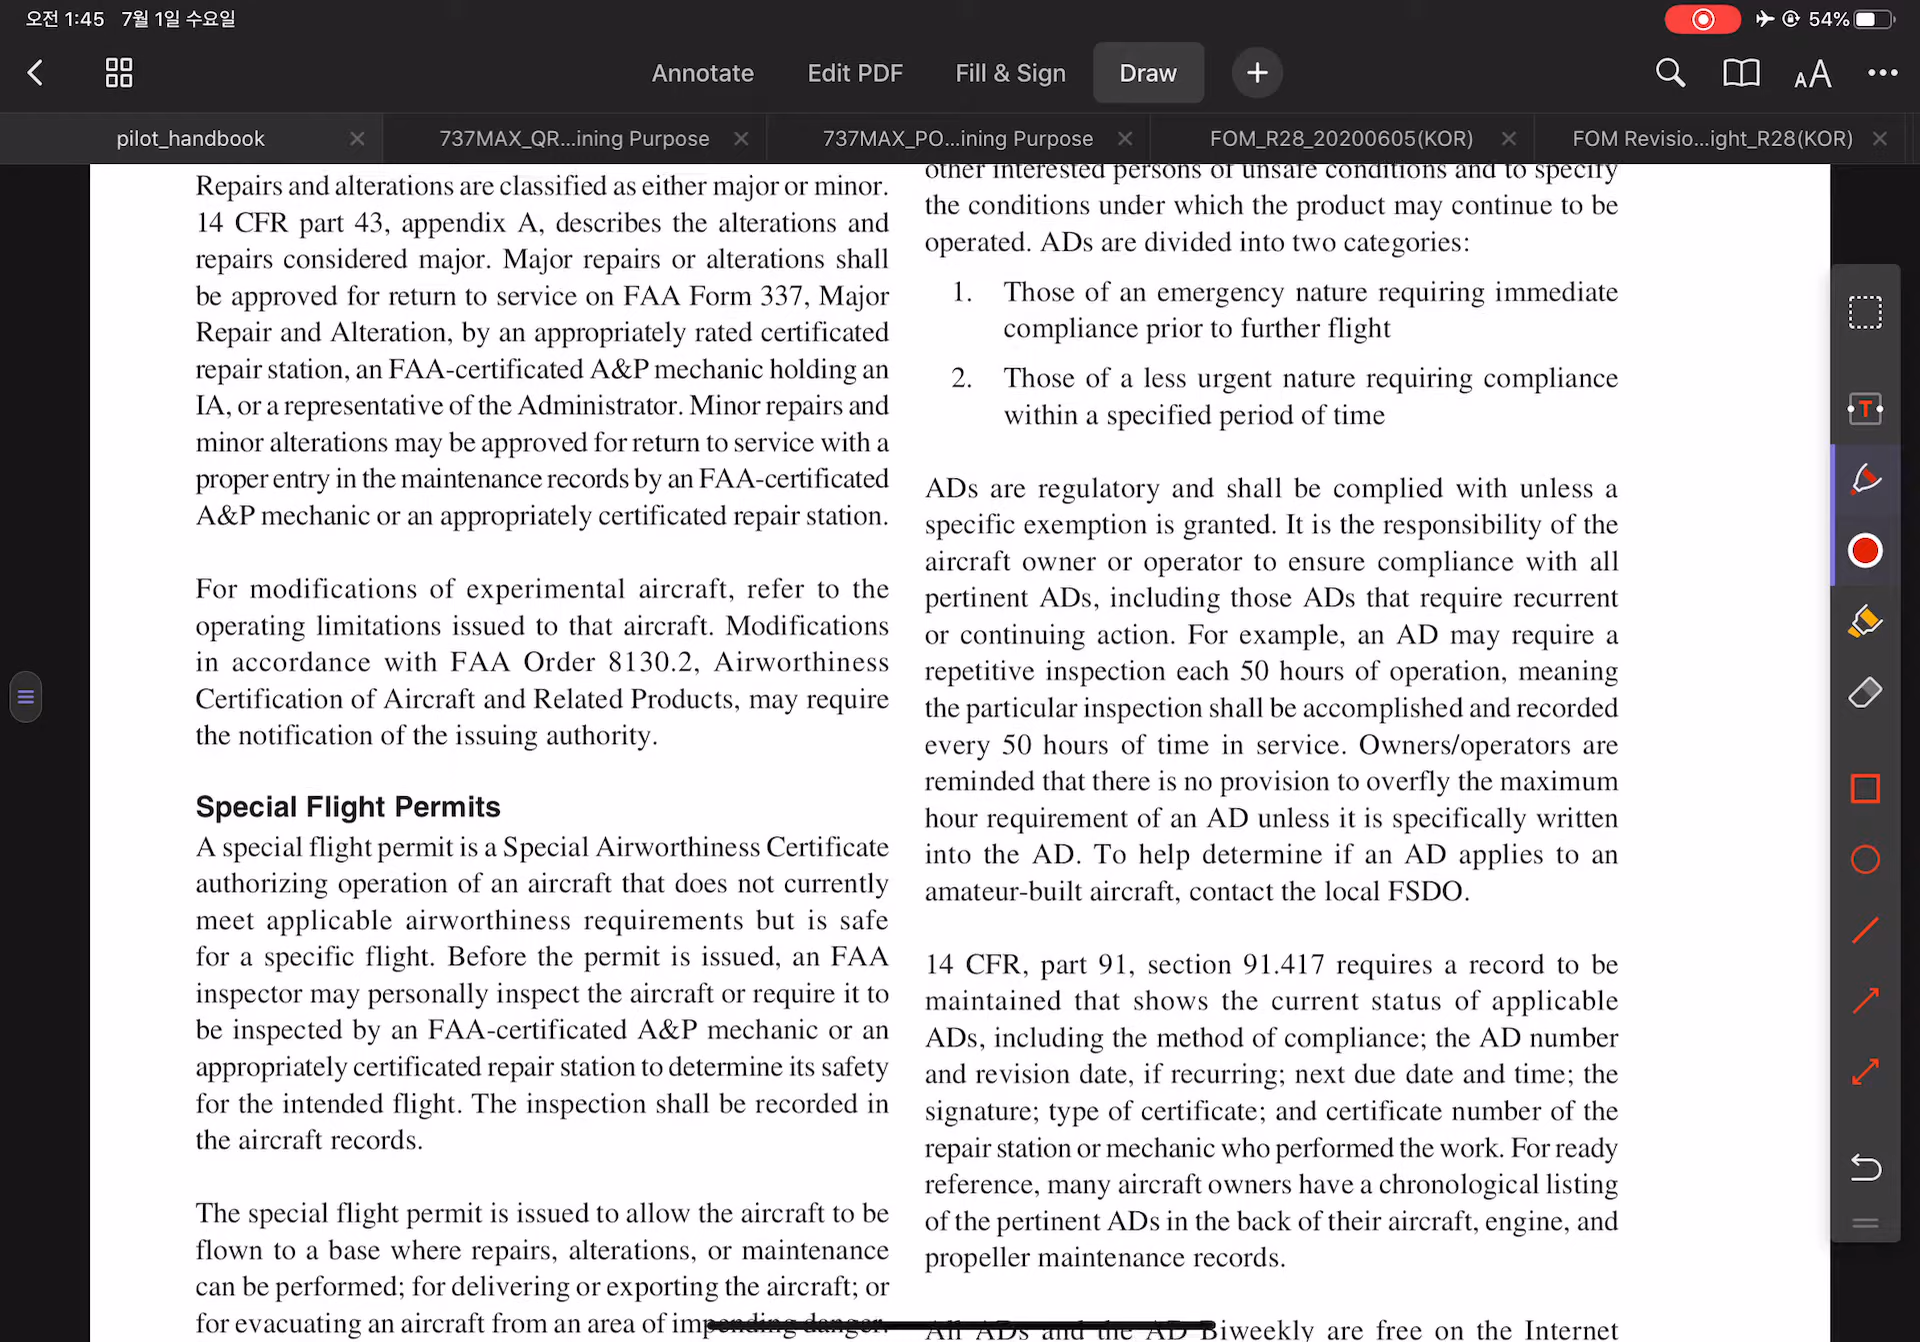 오전 1:45 7월 1일 수요일
54%
Annotate
Edit PDF
Fill & Sign
Draw
AA
pilot_handbook
737MAX_QR...ining Purpose
737MAX_PO...ining Purpose
FOM_R28_20200605(KOR)
FOM Revisio...ight_R28(KOR)
Repairs and alterations are classified as either major or minor.
14 CFR part 43, appendix A, describes the alterations and
repairs considered major. Major repairs or alterations shall
be approved for return to service on FAA Form 337, Major
Repair and Alteration, by an appropriately rated certificated
repair station, an FAA-certificated A&P mechanic holding an
IA, or a representative of the Administrator. Minor repairs and
minor alterations may be approved for return to service with a
proper entry in the maintenance records by an FAA-certificated
A&P mechanic or an appropriately certificated repair station.
For modifications of experimental aircraft, refer to the
operating limitations issued to that aircraft. Modifications
in accordance with FAA Order 8130.2, Airworthiness
Certification of Aircraft and Related Products, may require
the notification of the issuing authority.
Special Flight Permits
A special flight permit is a Special Airworthiness Certificate
authorizing operation of an aircraft that does not currently
meet applicable airworthiness requirements but is safe
for a specific flight. Before the permit is issued, an FAA
inspector may personally inspect the aircraft or require it to
be inspected by an FAA-certificated A&P mechanic or an
appropriately certificated repair station to determine its safety
for the intended flight. The inspection shall be recorded in
the aircraft records.
The special flight permit is issued to allow the aircraft to be
flown to a base where repairs, alterations, or maintenance
can be performed; for delivering or exporting the aircraft; or
for evacuating an aircraft from an area of impending danger.
other interested persons of unsafe conditions and to specify
the conditions under which the product may continue to be
operated. ADs are divided into two categories:
1. Those of an emergency nature requiring immediate
compliance prior to further flight
2. Those of a less urgent nature requiring compliance
within a specified period of time
ADs are regulatory and shall be complied with unless a
specific exemption is granted. It is the responsibility of the
aircraft owner or operator to ensure compliance with all
pertinent ADs, including those ADs that require recurrent
or continuing action. For example, an AD may require a
repetitive inspection each 50 hours of operation, meaning
the particular inspection shall be accomplished and recorded
every 50 hours of time in service. Owners/operators are
reminded that there is no provision to overfly the maximum
hour requirement of an AD unless it is specifically written
into the AD. To help determine if an AD applies to an
amateur-built aircraft, contact the local FSDO.
14 CFR, part 91, section 91.417 requires a record to be
maintained that shows the current status of applicable
ADs, including the method of compliance; the AD number
and revision date, if recurring; next due date and time; the
signature; type of certificate; and certificate number of the
repair station or mechanic who performed the work. For ready
reference, many aircraft owners have a chronological listing
of the pertinent ADs in the back of their aircraft, engine, and
propeller maintenance records.
All ADs and the AD Biweekly are free on the Internet
T